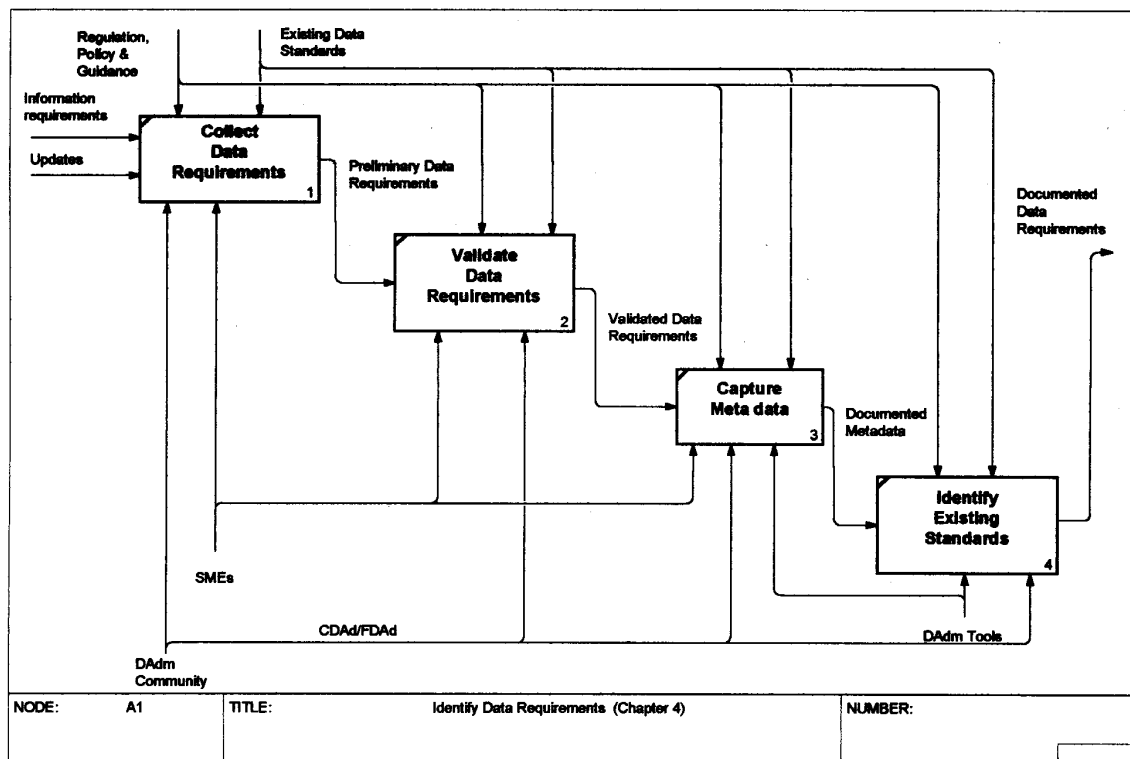 Regulation,
Policy &
Guidance
Existing Data
Standards
Information
requirements
Updates
Collect
Data
Requirements
1
Preliminary Data
Requirements
Validate
Data
Requirements
2
Validated Data
Requirements
Capture
Meta data
3
Documented
Metadata
Identify
Existing
Standards
4
Documented
Data
Requirements
SMEs
CDAd/FDAd
DAdm Tools
DAdm
Community
NODE: A1 TITLE: Identify Data Requirements (Chapter 4) NUMBER: